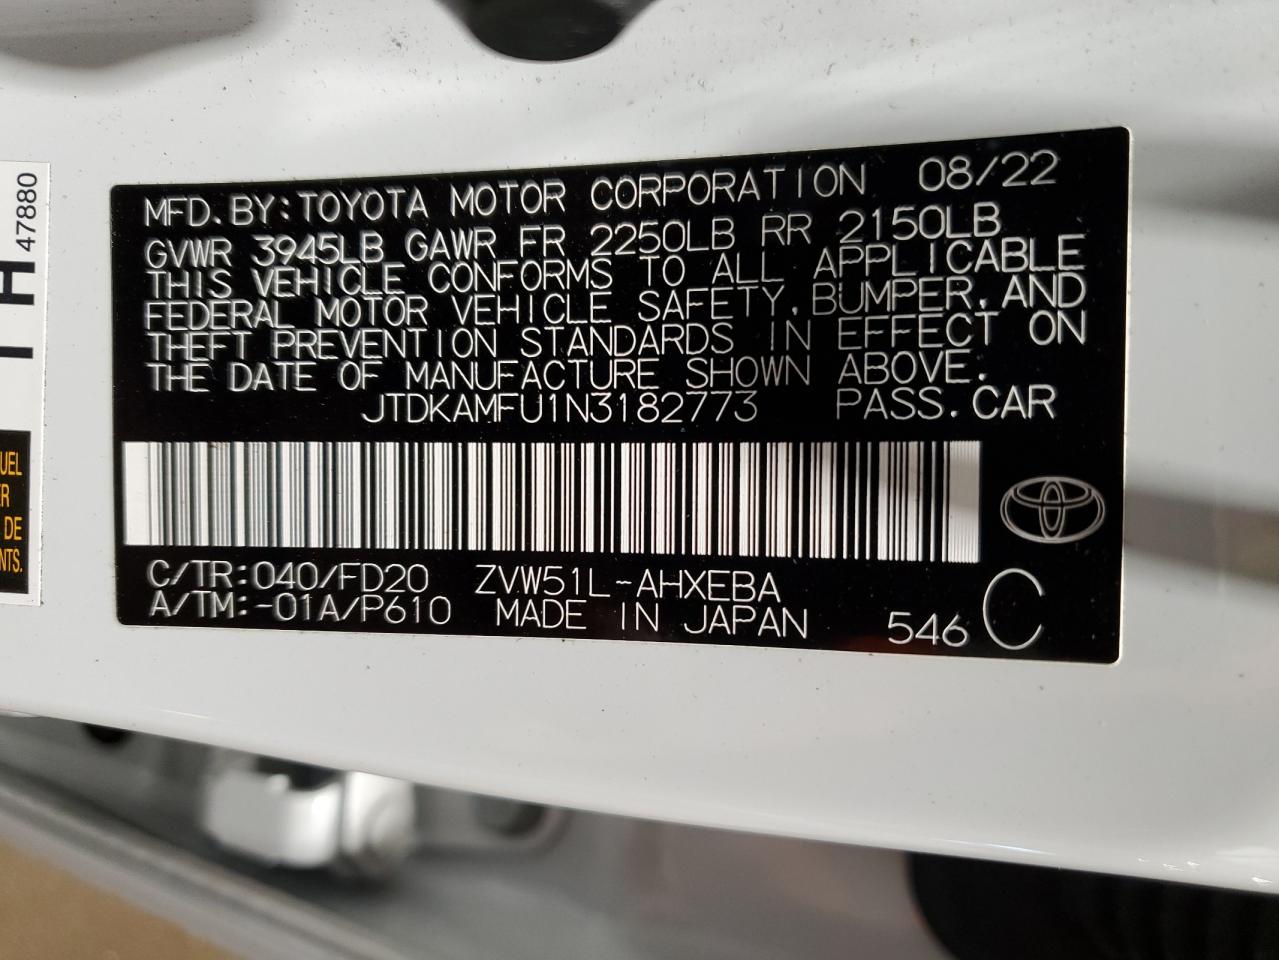 MFD.BY:TOYOTA MOTOR CORPORATION 08/22
GVWR 3945LB GAWR FR 2250LB RR 2150LB
THIS VEHICLE CONFORMS TO ALL APPLICABLE
FEDERAL MOTOR VEHICLE SAFETY,BUMPER,AND
THEFT PREVENTION STANDARDS IN EFFECT ON
THE DATE OF MANUFACTURE SHOWN ABOVE.
JTDKAMFU1N3182773 PASS.CAR
C/TR:040/FD20 ZVW51L-AHXEBA
A/TM:-01A/P610 MADE IN JAPAN 546 C
47880
DE